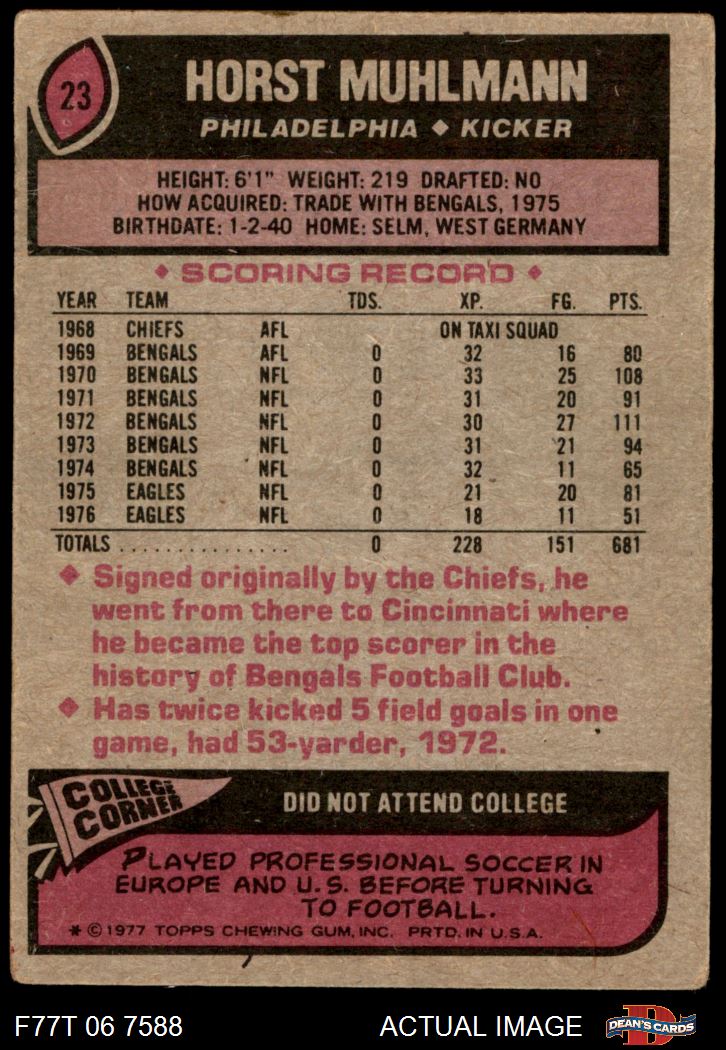 23
HORST MUHLMANN
PHILADELPHIA ◆ KICKER
HEIGHT: 6'1" WEIGHT: 219 DRAFTED: NO
HOW ACQUIRED: TRADE WITH BENGALS, 1975
BIRTHDATE: 1-2-40 HOME: SELM, WEST GERMANY
◆ SCORING RECORD ◆
YEAR TEAM TDS. XP. FG. PTS.
1968 CHIEFS AFL ON TAXI SQUAD
1969 BENGALS AFL 0 32 16 80
1970 BENGALS NFL 0 33 25 108
1971 BENGALS NFL 0 31 20 91
1972 BENGALS NFL 0 30 27 111
1973 BENGALS NFL 0 31 21 94
1974 BENGALS NFL 0 32 11 65
1975 EAGLES NFL 0 21 20 81
1976 EAGLES NFL 0 18 11 51
TOTALS ................ 0 228 151 681
◆ Signed originally by the Chiefs, he
went from there to Cincinnati where
he became the top scorer in the
history of Bengals Football Club.
◆ Has twice kicked 5 field goals in one
game, had 53-yarder, 1972.
COLLEGE
CORNER
DID NOT ATTEND COLLEGE
PLAYED PROFESSIONAL SOCCER IN
EUROPE AND U.S. BEFORE TURNING
TO FOOTBALL.
* © 1977 TOPPS CHEWING GUM, INC. PRTD. IN U.S.A.
F77T 06 7588
ACTUAL IMAGE
D
DEAN'S CARDS